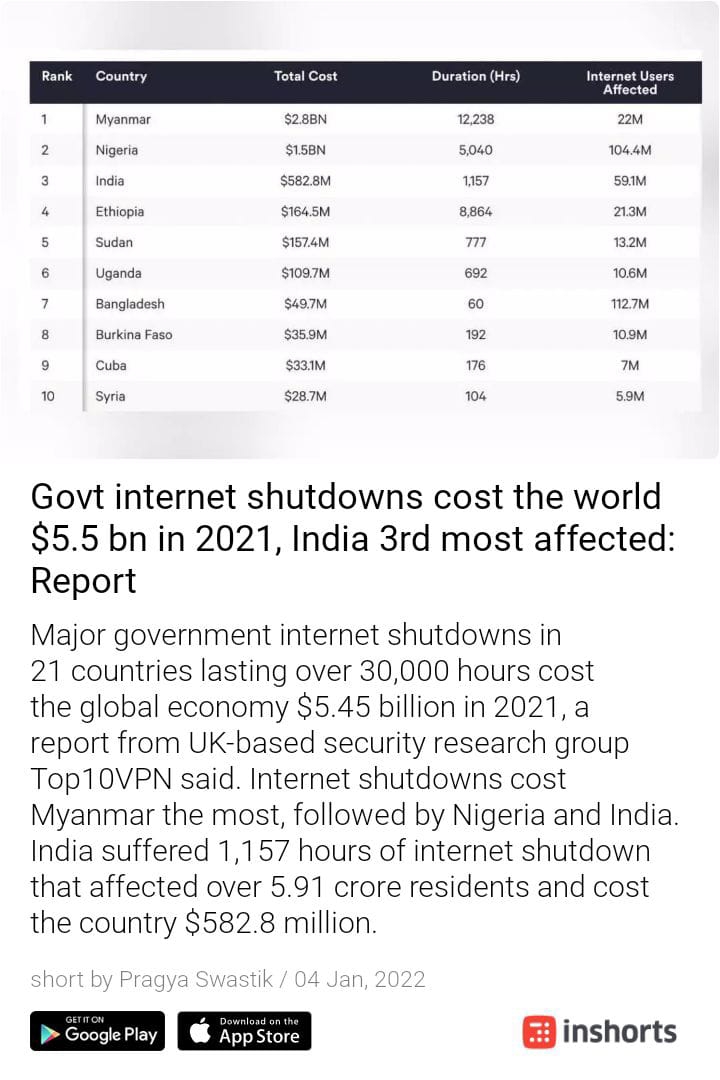 Rank Country Total Cost Duration (Hrs) Internet Users
Affected
1 Myanmar $2.8BN 12,238 22M
2 Nigeria $1.5BN 5,040 104.4M
3 India $582.8M 1,157 59.1M
4 Ethiopia $164.5M 8,864 21.3M
5 Sudan $157.4M 777 13.2M
6 Uganda $109.7M 692 10.6M
7 Bangladesh $49.7M 60 112.7M
8 Burkina Faso $35.9M 192 10.9M
9 Cuba $33.1M 176 7M
10 Syria $28.7M 104 5.9M
Govt internet shutdowns cost the world
$5.5 bn in 2021, India 3rd most affected:
Report
Major government internet shutdowns in
21 countries lasting over 30,000 hours cost
the global economy $5.45 billion in 2021, a
report from UK-based security research group
Top10VPN said. Internet shutdowns cost
Myanmar the most, followed by Nigeria and India.
India suffered 1,157 hours of internet shutdown
that affected over 5.91 crore residents and cost
the country $582.8 million.
short by Pragya Swastik / 04 Jan, 2022
GET IT ON
Google Play
Download on the
App Store
inshorts